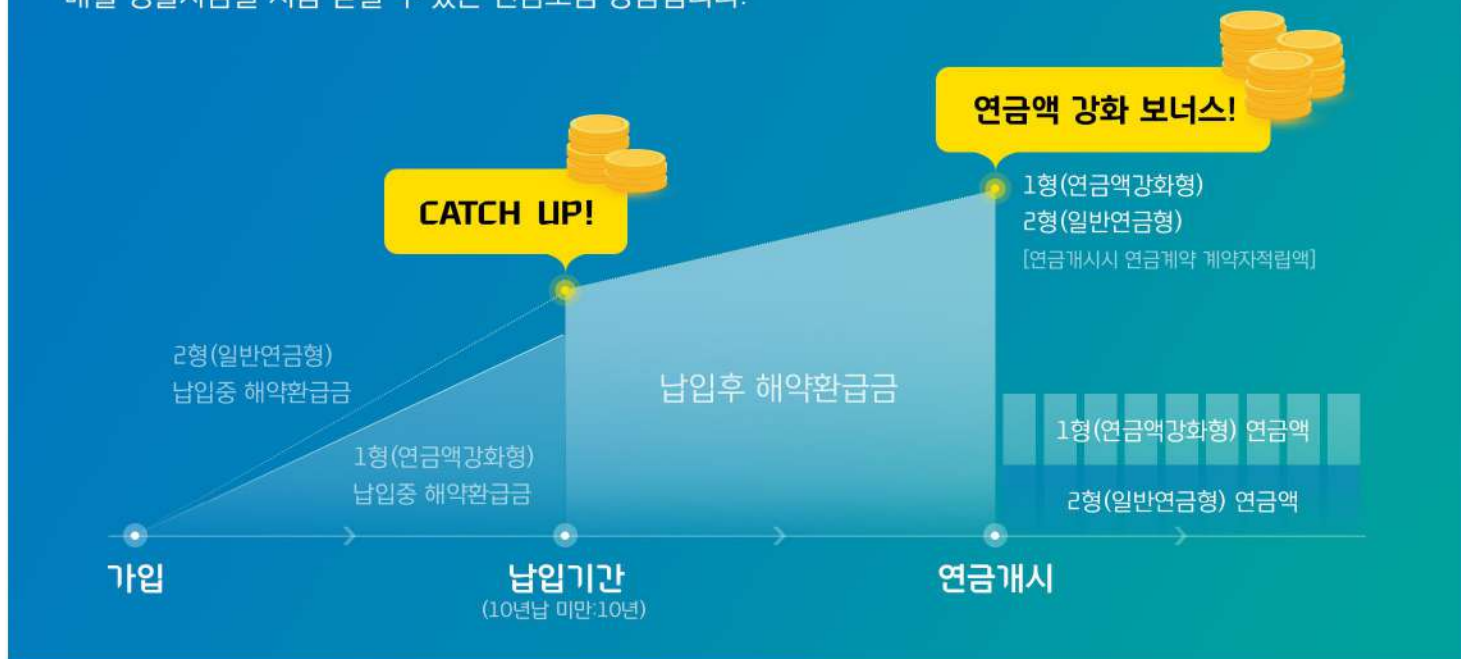 연금액 강화 보너스!
CATCH UP!
1형(연금액강화형)
2형(일반연금형)
[연금개시시 연금계약 계약자적립액]
2형(일반연금형)
납입중 해약환급금
1형(연금액강화형)
납입중 해약환급금
납입후 해약환급금
1형(연금액강화형) 연금액
2형(일반연금형) 연금액
가입
납입기간
(10년납 미만:10년)
연금개시